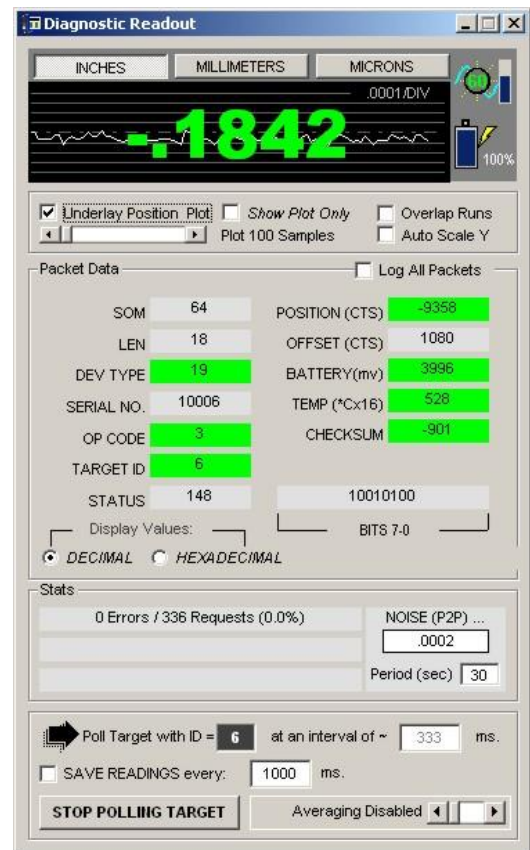 Diagnostic Readout
INCHES MILLIMETERS MICRONS
.0001/DIV
60
-.1842
100%
Underlay Position Plot Show Plot Only Overlap Runs
Plot 100 Samples Auto Scale Y
Packet Data Log All Packets
SOM 64 POSITION (CTS) -9358
LEN 18 OFFSET (CTS) 1080
DEV TYPE 19 BATTERY(mv) 3996
SERIAL NO. 10006 TEMP (*Cx16) 528
OP CODE 3 CHECKSUM -901
TARGET ID 6
STATUS 148 10010100
Display Values: BITS 7-0
DECIMAL HEXADECIMAL
Stats
0 Errors / 336 Requests (0.0%) NOISE (P2P) ...
.0002
Period (sec) 30
Poll Target with ID = 6 at an interval of ~ 333 ms.
SAVE READINGS every: 1000 ms.
STOP POLLING TARGET Averaging Disabled